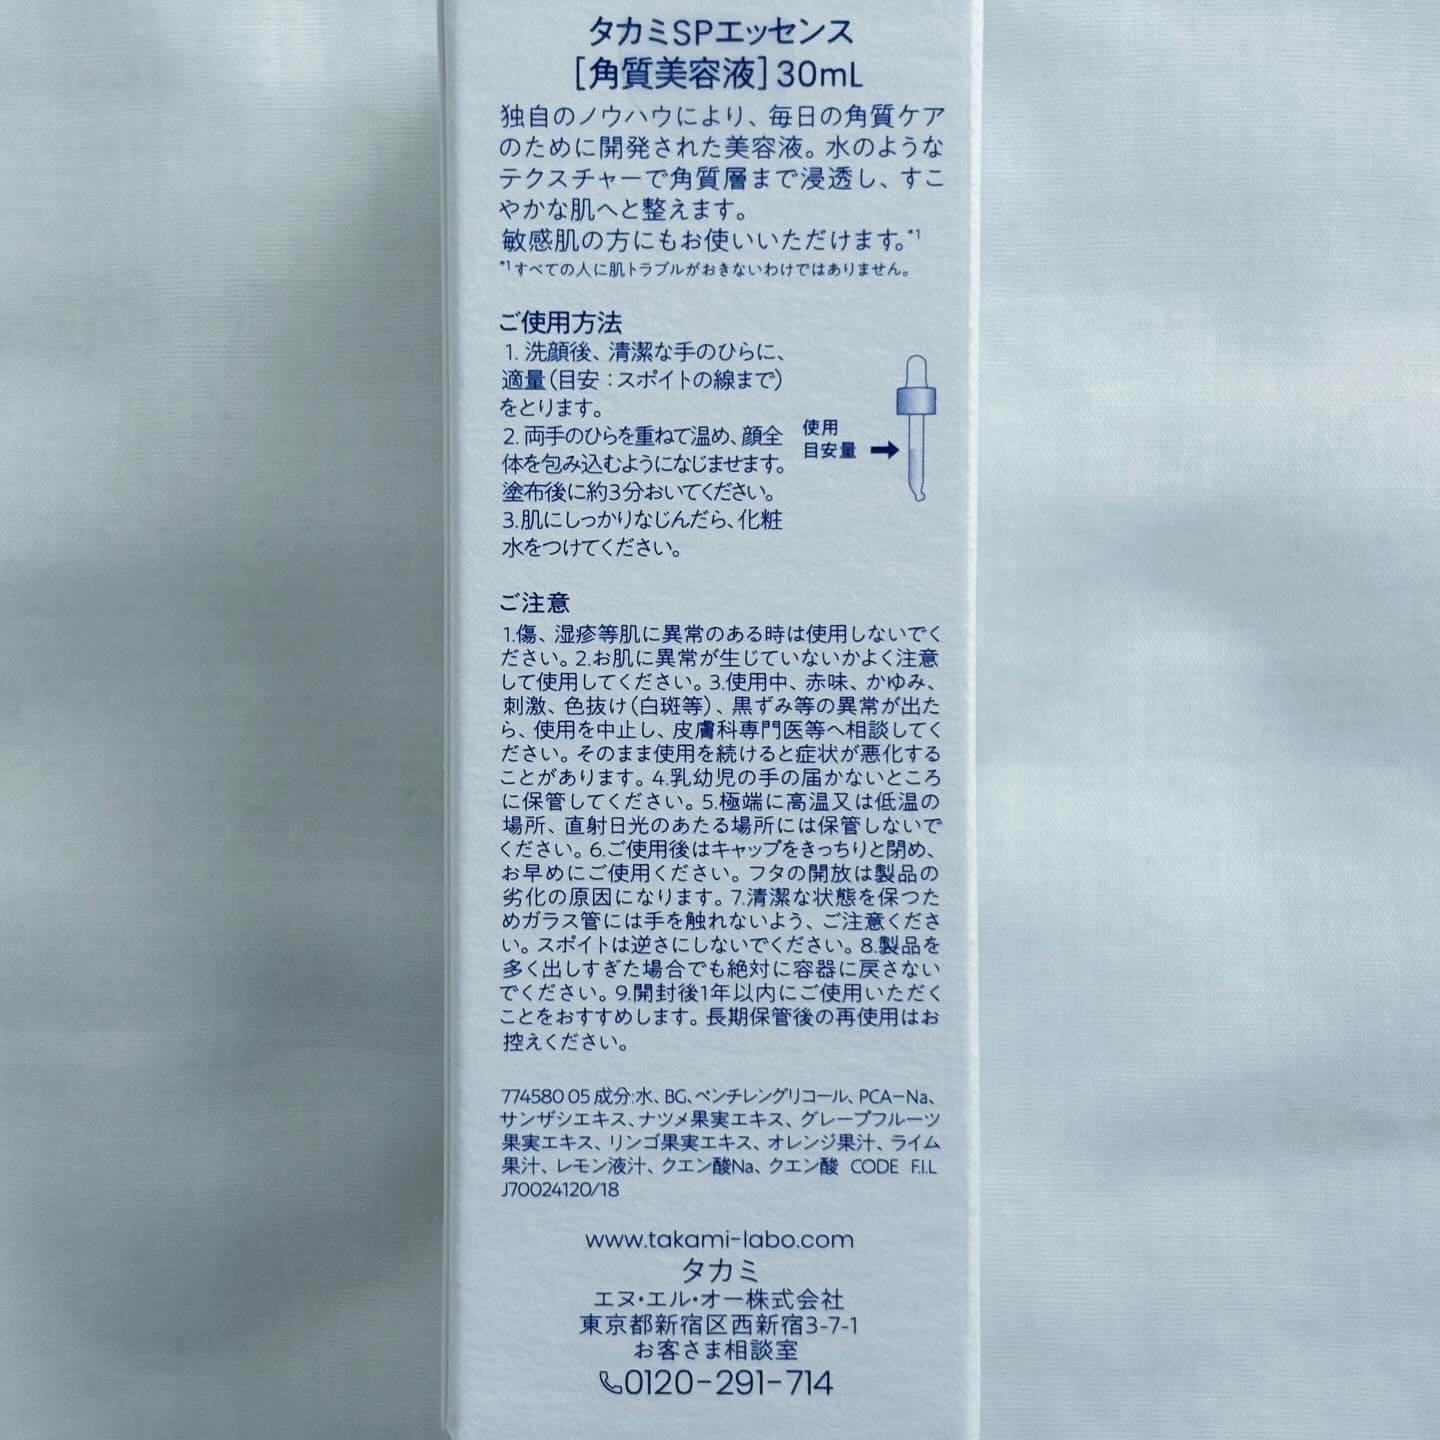 タカミSPエッセンス
[角質美容液]30mL
独自のノウハウにより、毎日の角質ケア
のために開発された美容液。水のような
テクスチャーで角質層まで浸透し、すこ
やかな肌へと整えます。
敏感肌の方にもお使いいただけます。*1
*1すべての人に肌トラブルがおきないわけではありません。
ご使用方法
1. 洗顔後、清潔な手のひらに、
適量(目安:スポイトの線まで)
をとります。
2. 両手のひらを重ねて温め、顔全
体を包み込むようになじませます。
塗布後に約3分おいてください。
3.肌にしっかりなじんだら、化粧
水をつけてください。
使用
目安量
ご注意
1.傷、湿疹等肌に異常のある時は使用しないでく
ださい。2.お肌に異常が生じていないかよく注意
して使用してください。3.使用中、赤味、かゆみ、
刺激、色抜け(白斑等)、黒ずみ等の異常が出た
ら、使用を中止し、皮膚科専門医等へ相談してく
ださい。そのまま使用を続けると症状が悪化する
ことがあります。4.乳幼児の手の届かないところ
に保管してください。5.極端に高温又は低温の
場所、直射日光のあたる場所には保管しないで
ください。6.ご使用後はキャップをきっちりと閉め、
お早めにご使用ください。フタの開放は製品の
劣化の原因になります。7.清潔な状態を保つた
めガラス管には手を触れないよう、ご注意くださ
い。スポイトは逆さにしないでください。8.製品を
多く出しすぎた場合でも絶対に容器に戻さない
でください。9.開封後1年以内にご使用いただく
ことをおすすめします。長期保管後の再使用はお
控えください。
774580 05 成分:水、BG、ペンチレングリコール、PCA-Na、
サンザシエキス、ナツメ果実エキス、グレープフルーツ
果実エキス、リンゴ果実エキス、オレンジ果汁、ライム
果汁、レモン液汁、クエン酸Na、クエン酸 CODE F.I.L
J70024120/18
www.takami-labo.com
タカミ
エヌ・エル・オー株式会社
東京都新宿区西新宿3-7-1
お客さま相談室
0120-291-714